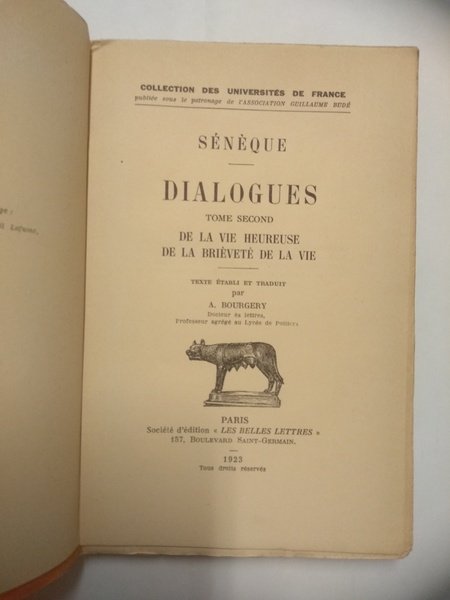 COLLECTION DES UNIVERSITÉS DE FRANCE
publiée sous le patronage de l'ASSOCIATION GUILLAUME BUDÉ
SÉNÈQUE
DIALOGUES
TOME SECOND
DE LA VIE HEUREUSE
DE LA BRIÈVETÉ DE LA VIE
TEXTE ÉTABLI ET TRADUIT
par
A. BOURGERY
Docteur ès lettres,
Professeur agrégé au Lycée de Poitiers
PARIS
Société d'édition « LES BELLES LETTRES »
157, BOULEVARD SAINT-GERMAIN.
1923
Tous droits réservés